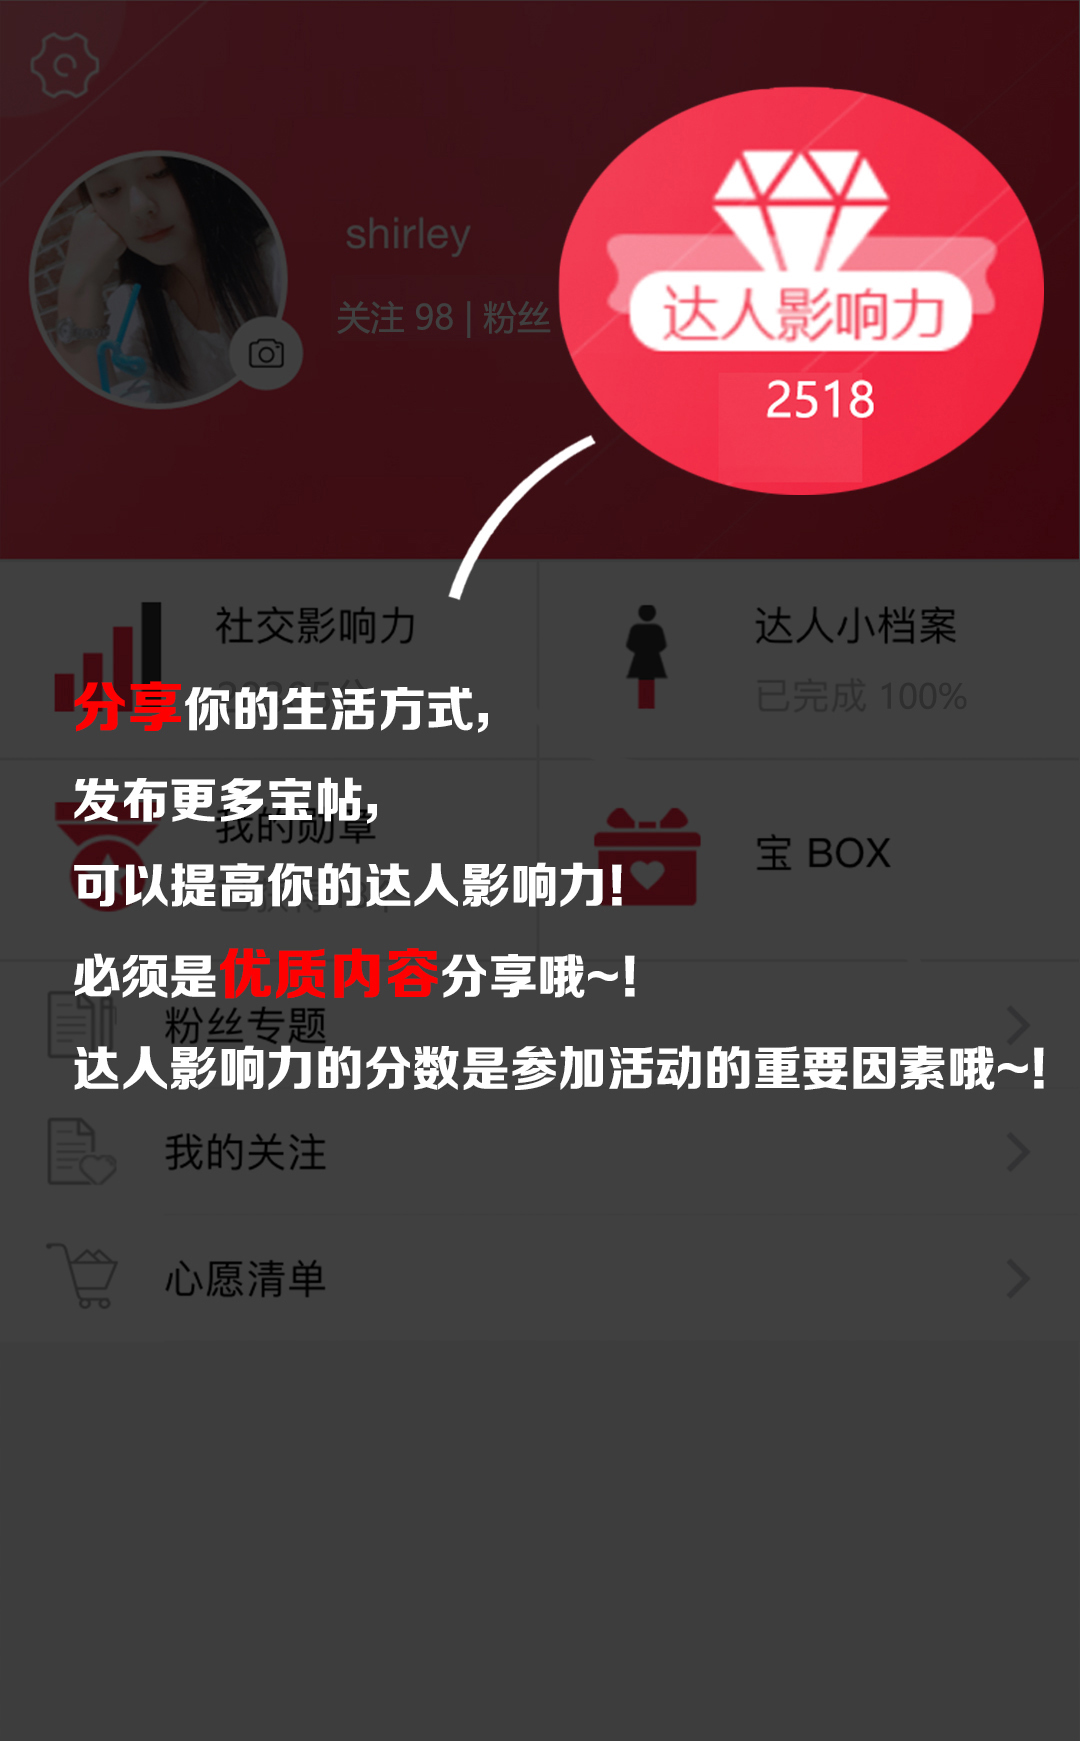 shirley
关注 98 | 粉丝
达人影响力
2518
社交影响力
达人小档案
已完成 100%
分享你的生活方式,
发布更多宝帖,
我的勋章
宝 BOX
可以提高你的达人影响力!
必须是优质内容分享哦~!
粉丝专题
达人影响力的分数是参加活动的重要因素哦~!
我的关注
心愿清单